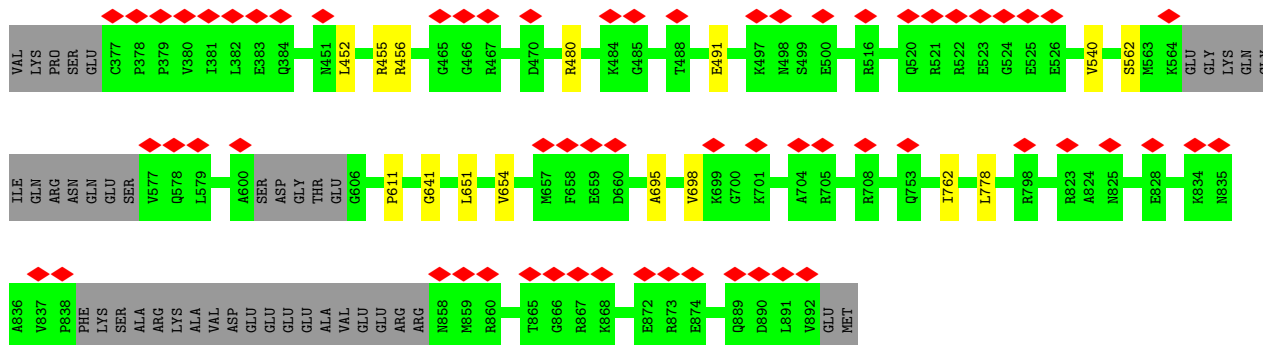 VAL LYS PRO SER GLU C377 P378 P379 V380 I381 L382 E383 Q384 N451 L452 R455 R456 G465 G466 R467 D470 R480 K484 G485 T488 E491 K497 N498 S499 E500 R516 Q520 R521 R522 E523 G524 E525 E526 V540 S562 M563 K564 GLU GLY LYS GLN
ILE GLN ARG ASN GLN GLU SER V577 Q578 L579 A600 SER ASP GLY THR GLU G606 P611 G641 L651 V654 M657 F658 E659 D660 A695 V698 K699 G700 K701 A704 R705 R708 Q753 I762 L778 R798 R823 A824 N825 E828 K834 N835
A836 V837 P838 PHE LYS SER ALA ARG LYS ALA VAL ASP GLU GLU GLU GLU ALA VAL GLU GLU ARG ARG N858 M859 R860 T865 G866 R867 K868 E872 R873 E874 Q889 D890 L891 V892 GLU MET